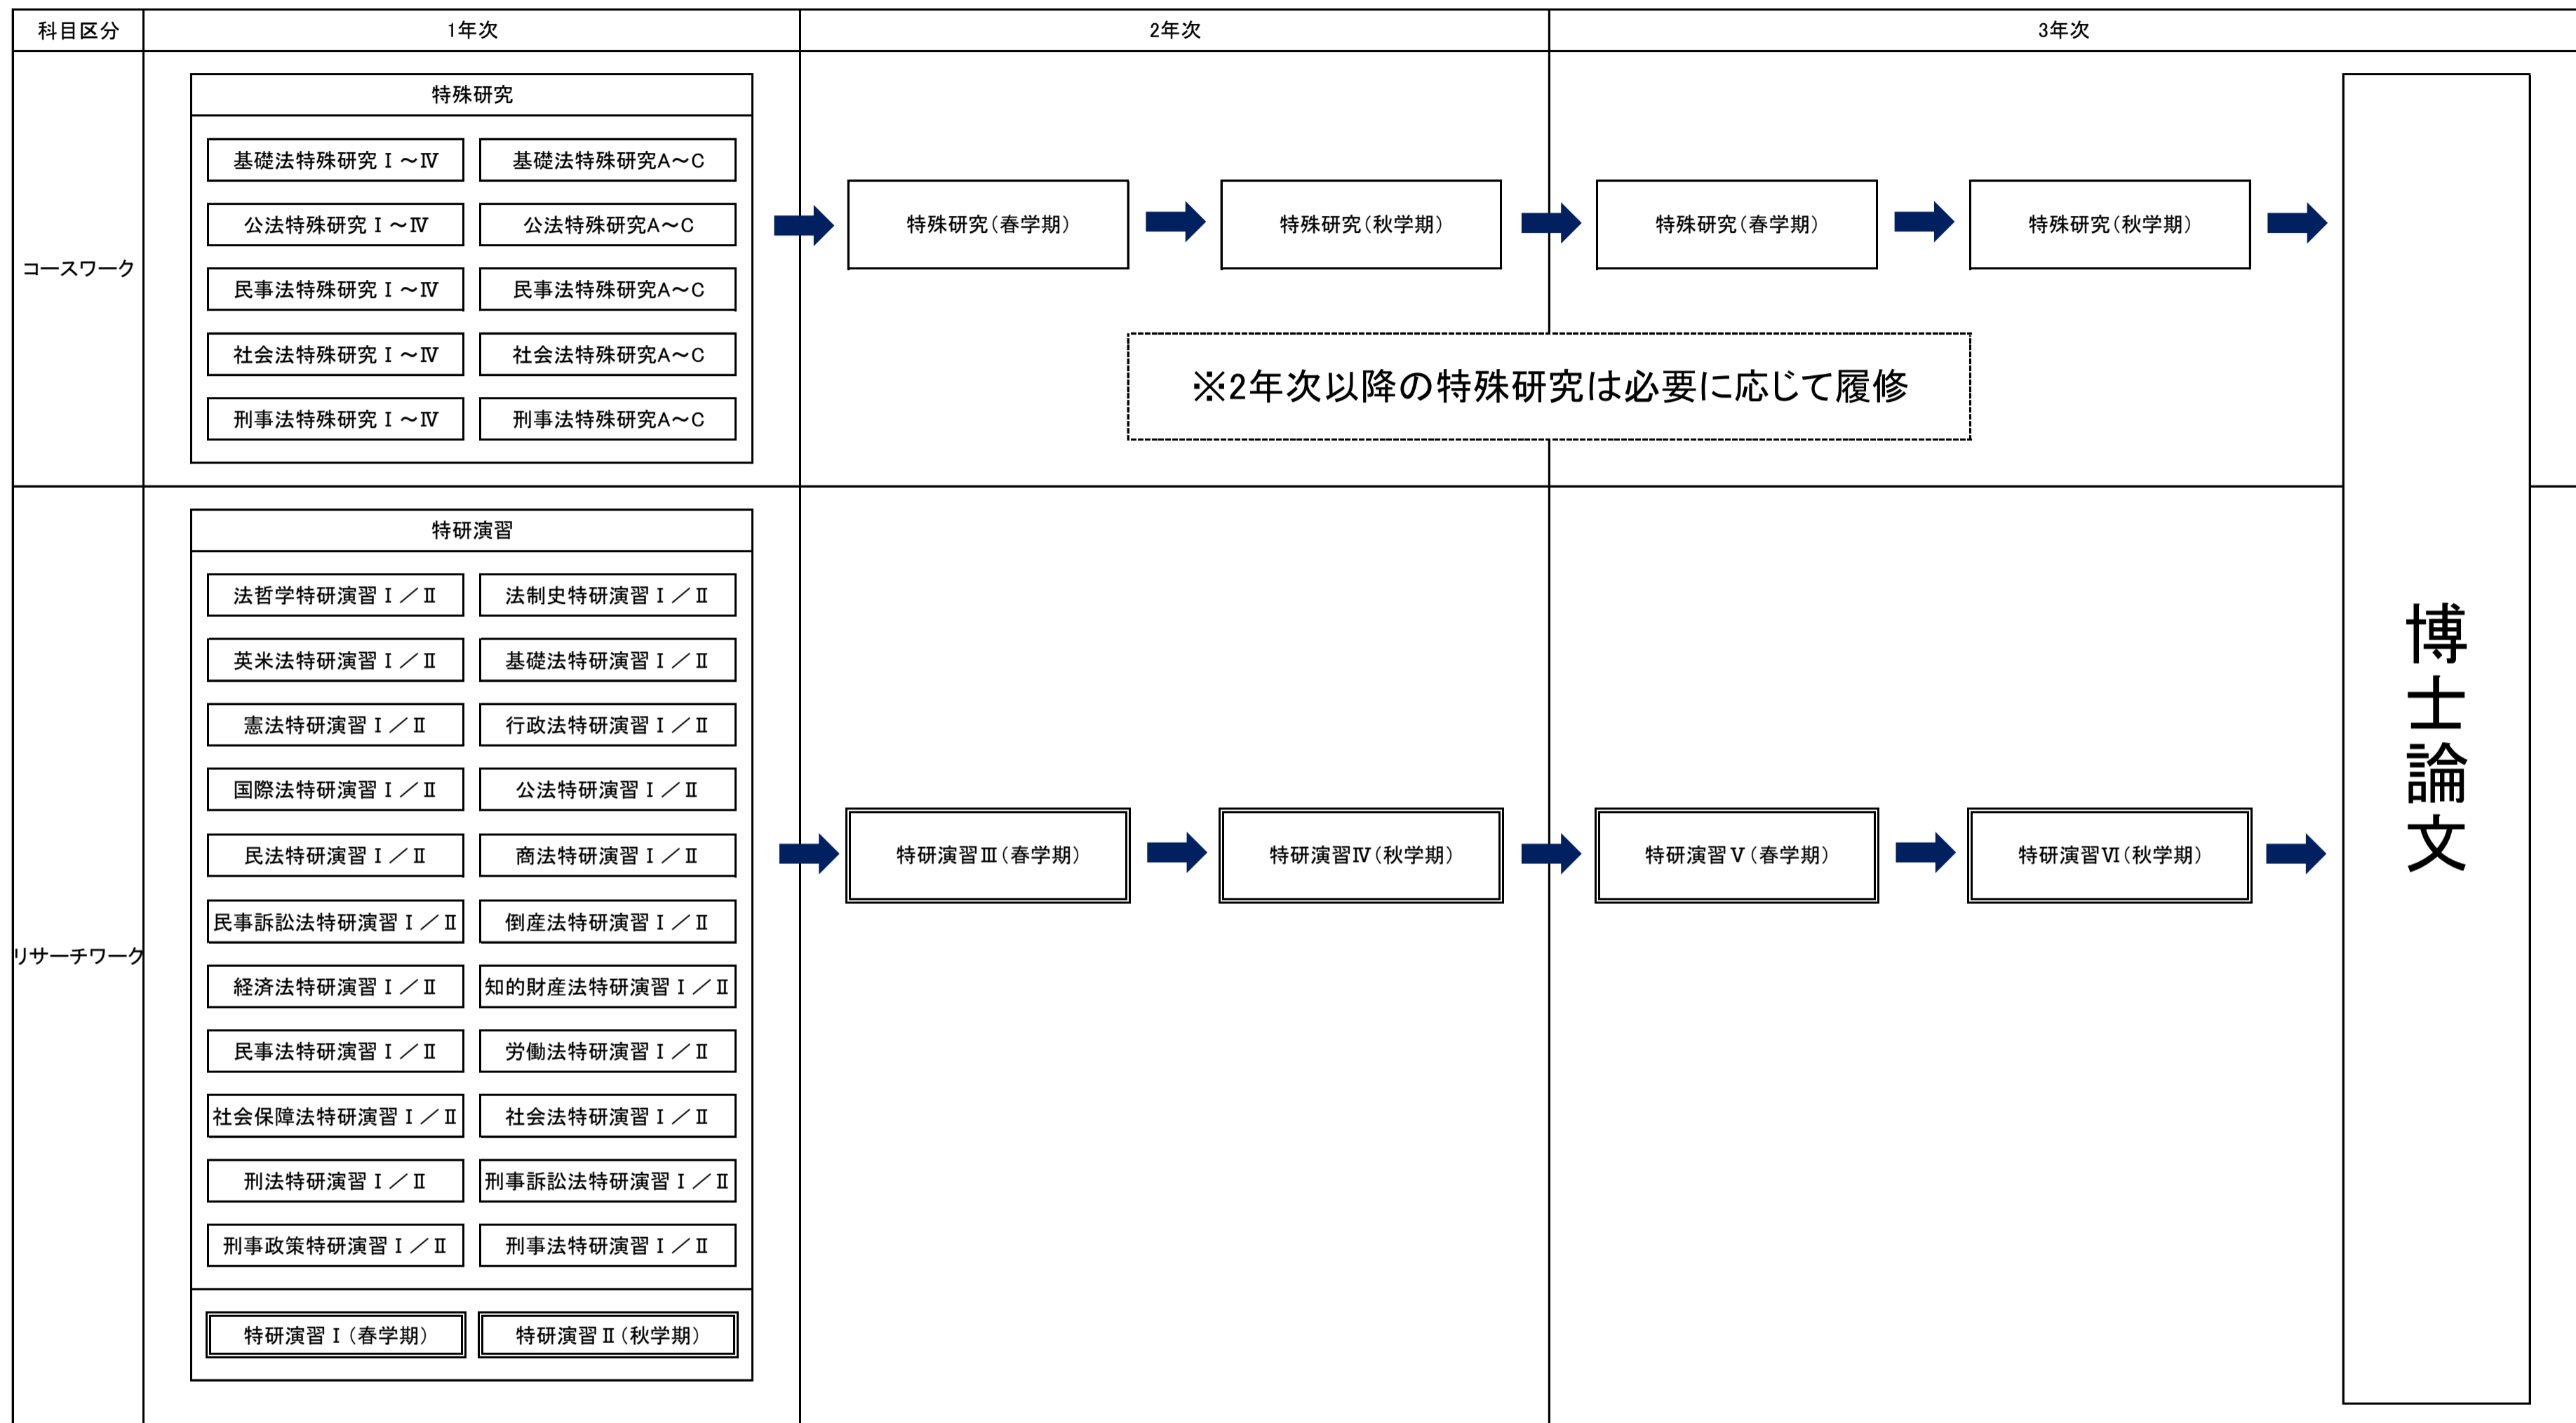 科目区分
1年次
2年次
3年次
コースワーク
特殊研究
基礎法特殊研究Ⅰ～Ⅳ
基礎法特殊研究A～C
公法特殊研究Ⅰ～Ⅳ
公法特殊研究A～C
民事法特殊研究Ⅰ～Ⅳ
民事法特殊研究A～C
社会法特殊研究Ⅰ～Ⅳ
社会法特殊研究A～C
刑事法特殊研究Ⅰ～Ⅳ
刑事法特殊研究A～C
特殊研究（春学期）
特殊研究（秋学期）
特殊研究（春学期）
特殊研究（秋学期）
※2年次以降の特殊研究は必要に応じて履修
リサーチワーク
特研演習
法哲学特研演習Ⅰ／Ⅱ
法制史特研演習Ⅰ／Ⅱ
英米法特研演習Ⅰ／Ⅱ
基礎法特研演習Ⅰ／Ⅱ
憲法特研演習Ⅰ／Ⅱ
行政法特研演習Ⅰ／Ⅱ
国際法特研演習Ⅰ／Ⅱ
公法特研演習Ⅰ／Ⅱ
民法特研演習Ⅰ／Ⅱ
商法特研演習Ⅰ／Ⅱ
民事訴訟法特研演習Ⅰ／Ⅱ
倒産法特研演習Ⅰ／Ⅱ
経済法特研演習Ⅰ／Ⅱ
知的財産法特研演習Ⅰ／Ⅱ
民事法特研演習Ⅰ／Ⅱ
労働法特研演習Ⅰ／Ⅱ
社会保障法特研演習Ⅰ／Ⅱ
社会法特研演習Ⅰ／Ⅱ
刑法特研演習Ⅰ／Ⅱ
刑事訴訟法特研演習Ⅰ／Ⅱ
刑事政策特研演習Ⅰ／Ⅱ
刑事法特研演習Ⅰ／Ⅱ
特研演習Ⅰ（春学期）
特研演習Ⅱ（秋学期）
特研演習Ⅲ（春学期）
特研演習Ⅳ（秋学期）
特研演習Ⅴ（春学期）
特研演習Ⅵ（秋学期）
博士論文